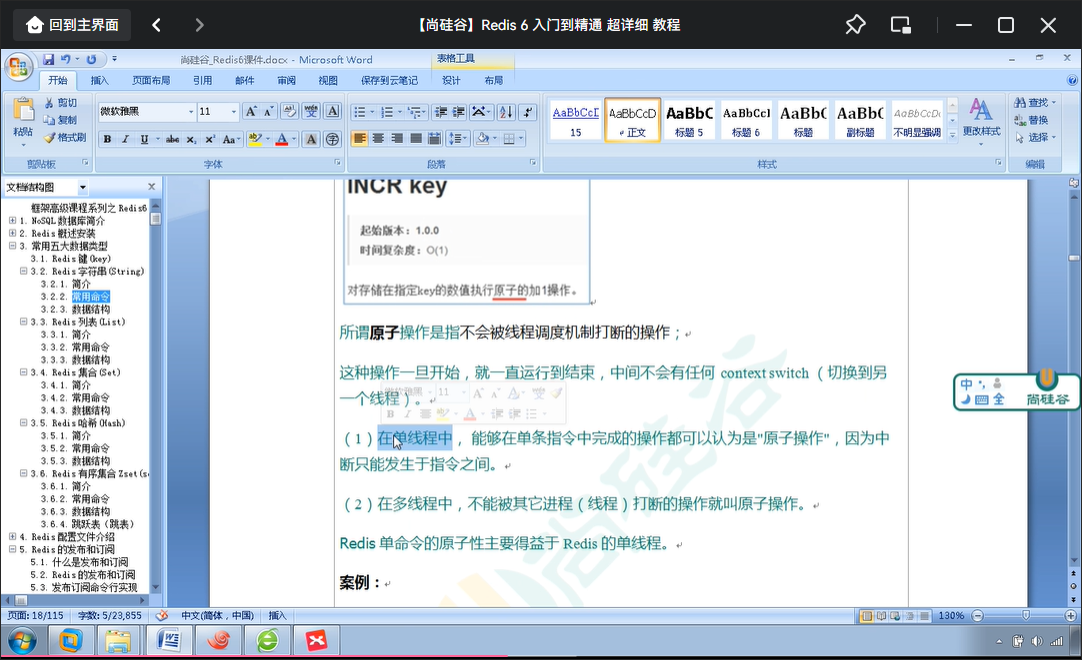 回到主界面
【尚硅谷】Redis 6 入门到精通 超详细 教程
尚硅谷_Redis6课件.docx - Microsoft Word
表格工具
开始 插入 页面布局 引用 邮件 审阅 视图 保存到云笔记 设计 布局
粘贴
剪切
复制
格式刷
剪贴板
微软雅黑 11
字体
段落
AaBbCcI 15
AaBbCcD 正文
AaBbC 标题 5
AaBbCcI 标题 6
AaBb( 标题
AaBb( 副标题
AaBbCcDc 不明显强调
更改样式
样式
查找
替换
选择
编辑
文档结构图
框架高级课程系列之 Redis6
1. NoSQL 数据库简介
2. Redis 概述安装
3. 常用五大数据类型
3.1. Redis 键(key)
3.2. Redis 字符串(String)
3.2.1. 简介
3.2.2. 常用命令
3.2.3. 数据结构
3.3. Redis 列表(List)
3.3.1. 简介
3.3.2. 常用命令
3.3.3. 数据结构
3.4. Redis 集合(Set)
3.4.1. 简介
3.4.2. 常用命令
3.4.3. 数据结构
3.5. Redis 哈希(Hash)
3.5.1. 简介
3.5.2. 常用命令
3.5.3. 数据结构
3.6. Redis 有序集合 Zset(s
3.6.1. 简介
3.6.2. 常用命令
3.6.3. 数据结构
3.6.4. 跳跃表（跳表）
4. Redis 配置文件介绍
5. Redis 的发布和订阅
5.1. 什么是发布和订阅
5.2. Redis 的发布和订阅
5.3. 发布订阅命令行实现
INCR key
起始版本：1.0.0
时间复杂度：O(1)
对存储在指定key的数值执行原子的加1操作。
所谓原子操作是指不会被线程调度机制打断的操作；
这种操作一旦开始，就一直运行到结束，中间不会有任何 context switch （切换到另
一个线程）。
（1）在单线程中， 能够在单条指令中完成的操作都可以认为是"原子操作"，因为中
断只能发生于指令之间。
（2）在多线程中，不能被其它进程（线程）打断的操作就叫原子操作。
Redis 单命令的原子性主要得益于 Redis 的单线程。
案例：
微软雅黑 11
尚硅谷
中
全
尚硅谷
页面: 18/115 字数: 5/23,855 中文(简体，中国) 插入 130%